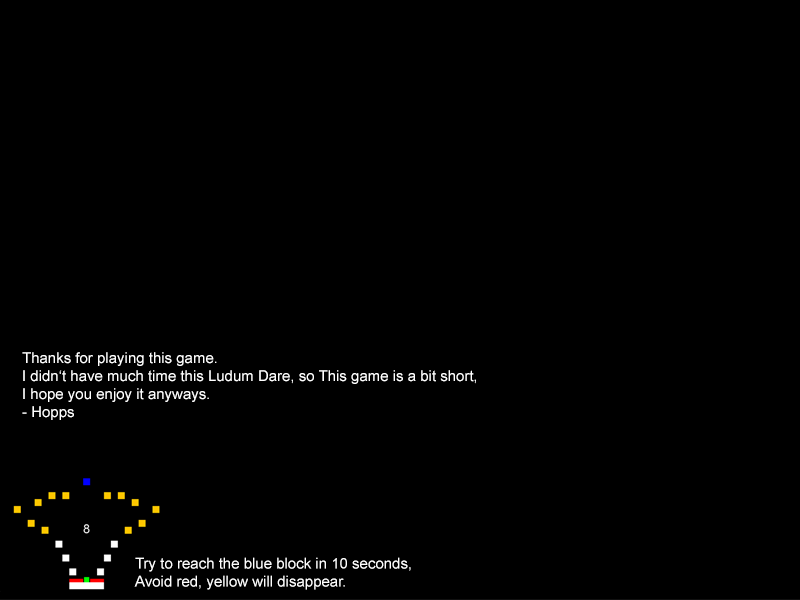 Thanks for playing this game.
I didn't have much time this Ludum Dare, so This game is a bit short,
I hope you enjoy it anyways.
- Hopps
8
Try to reach the blue block in 10 seconds,
Avoid red, yellow will disappear.